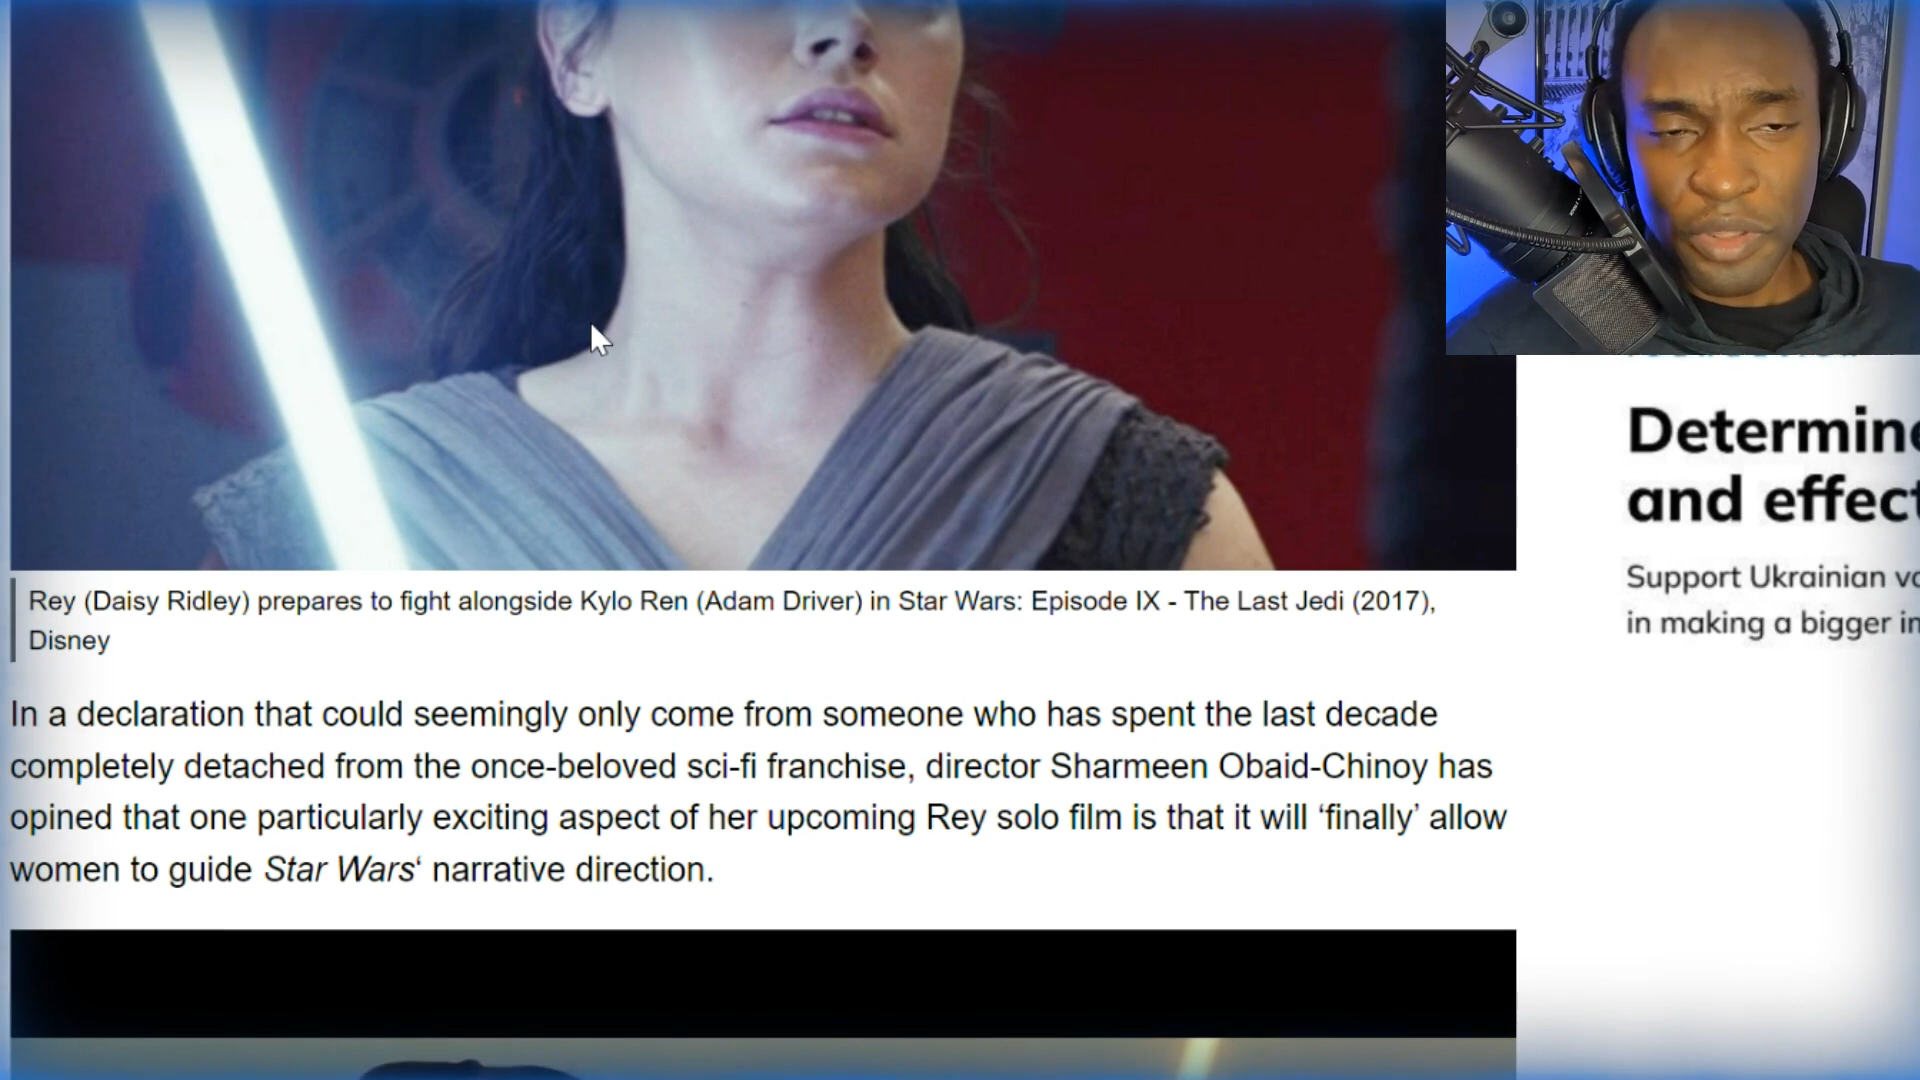 Rey (Daisy Ridley) prepares to fight alongside Kylo Ren (Adam Driver) in Star Wars: Episode IX - The Last Jedi (2017),
Disney
In a declaration that could seemingly only come from someone who has spent the last decade
completely detached from the once-beloved sci-fi franchise, director Sharmeen Obaid-Chinoy has
opined that one particularly exciting aspect of her upcoming Rey solo film is that it will ‘finally’ allow
women to guide Star Wars‘ narrative direction.
Determine
and effect
Support Ukrainian vo
in making a bigger im